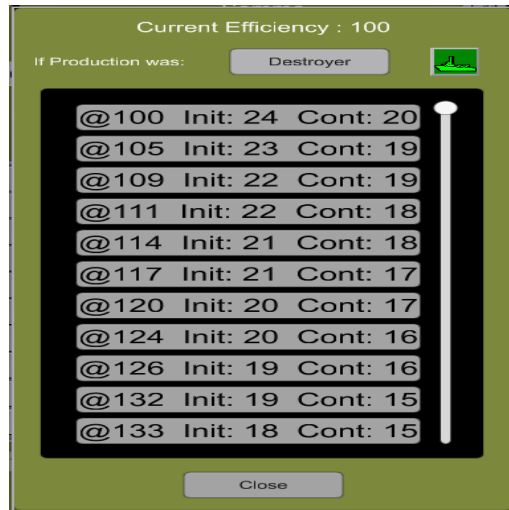 Current Efficiency : 100
If Production was: Destroyer
@100 Init: 24 Cont: 20
@105 Init: 23 Cont: 19
@109 Init: 22 Cont: 19
@111 Init: 22 Cont: 18
@114 Init: 21 Cont: 18
@117 Init: 21 Cont: 17
@120 Init: 20 Cont: 17
@124 Init: 20 Cont: 16
@126 Init: 19 Cont: 16
@132 Init: 19 Cont: 15
@133 Init: 18 Cont: 15
Close